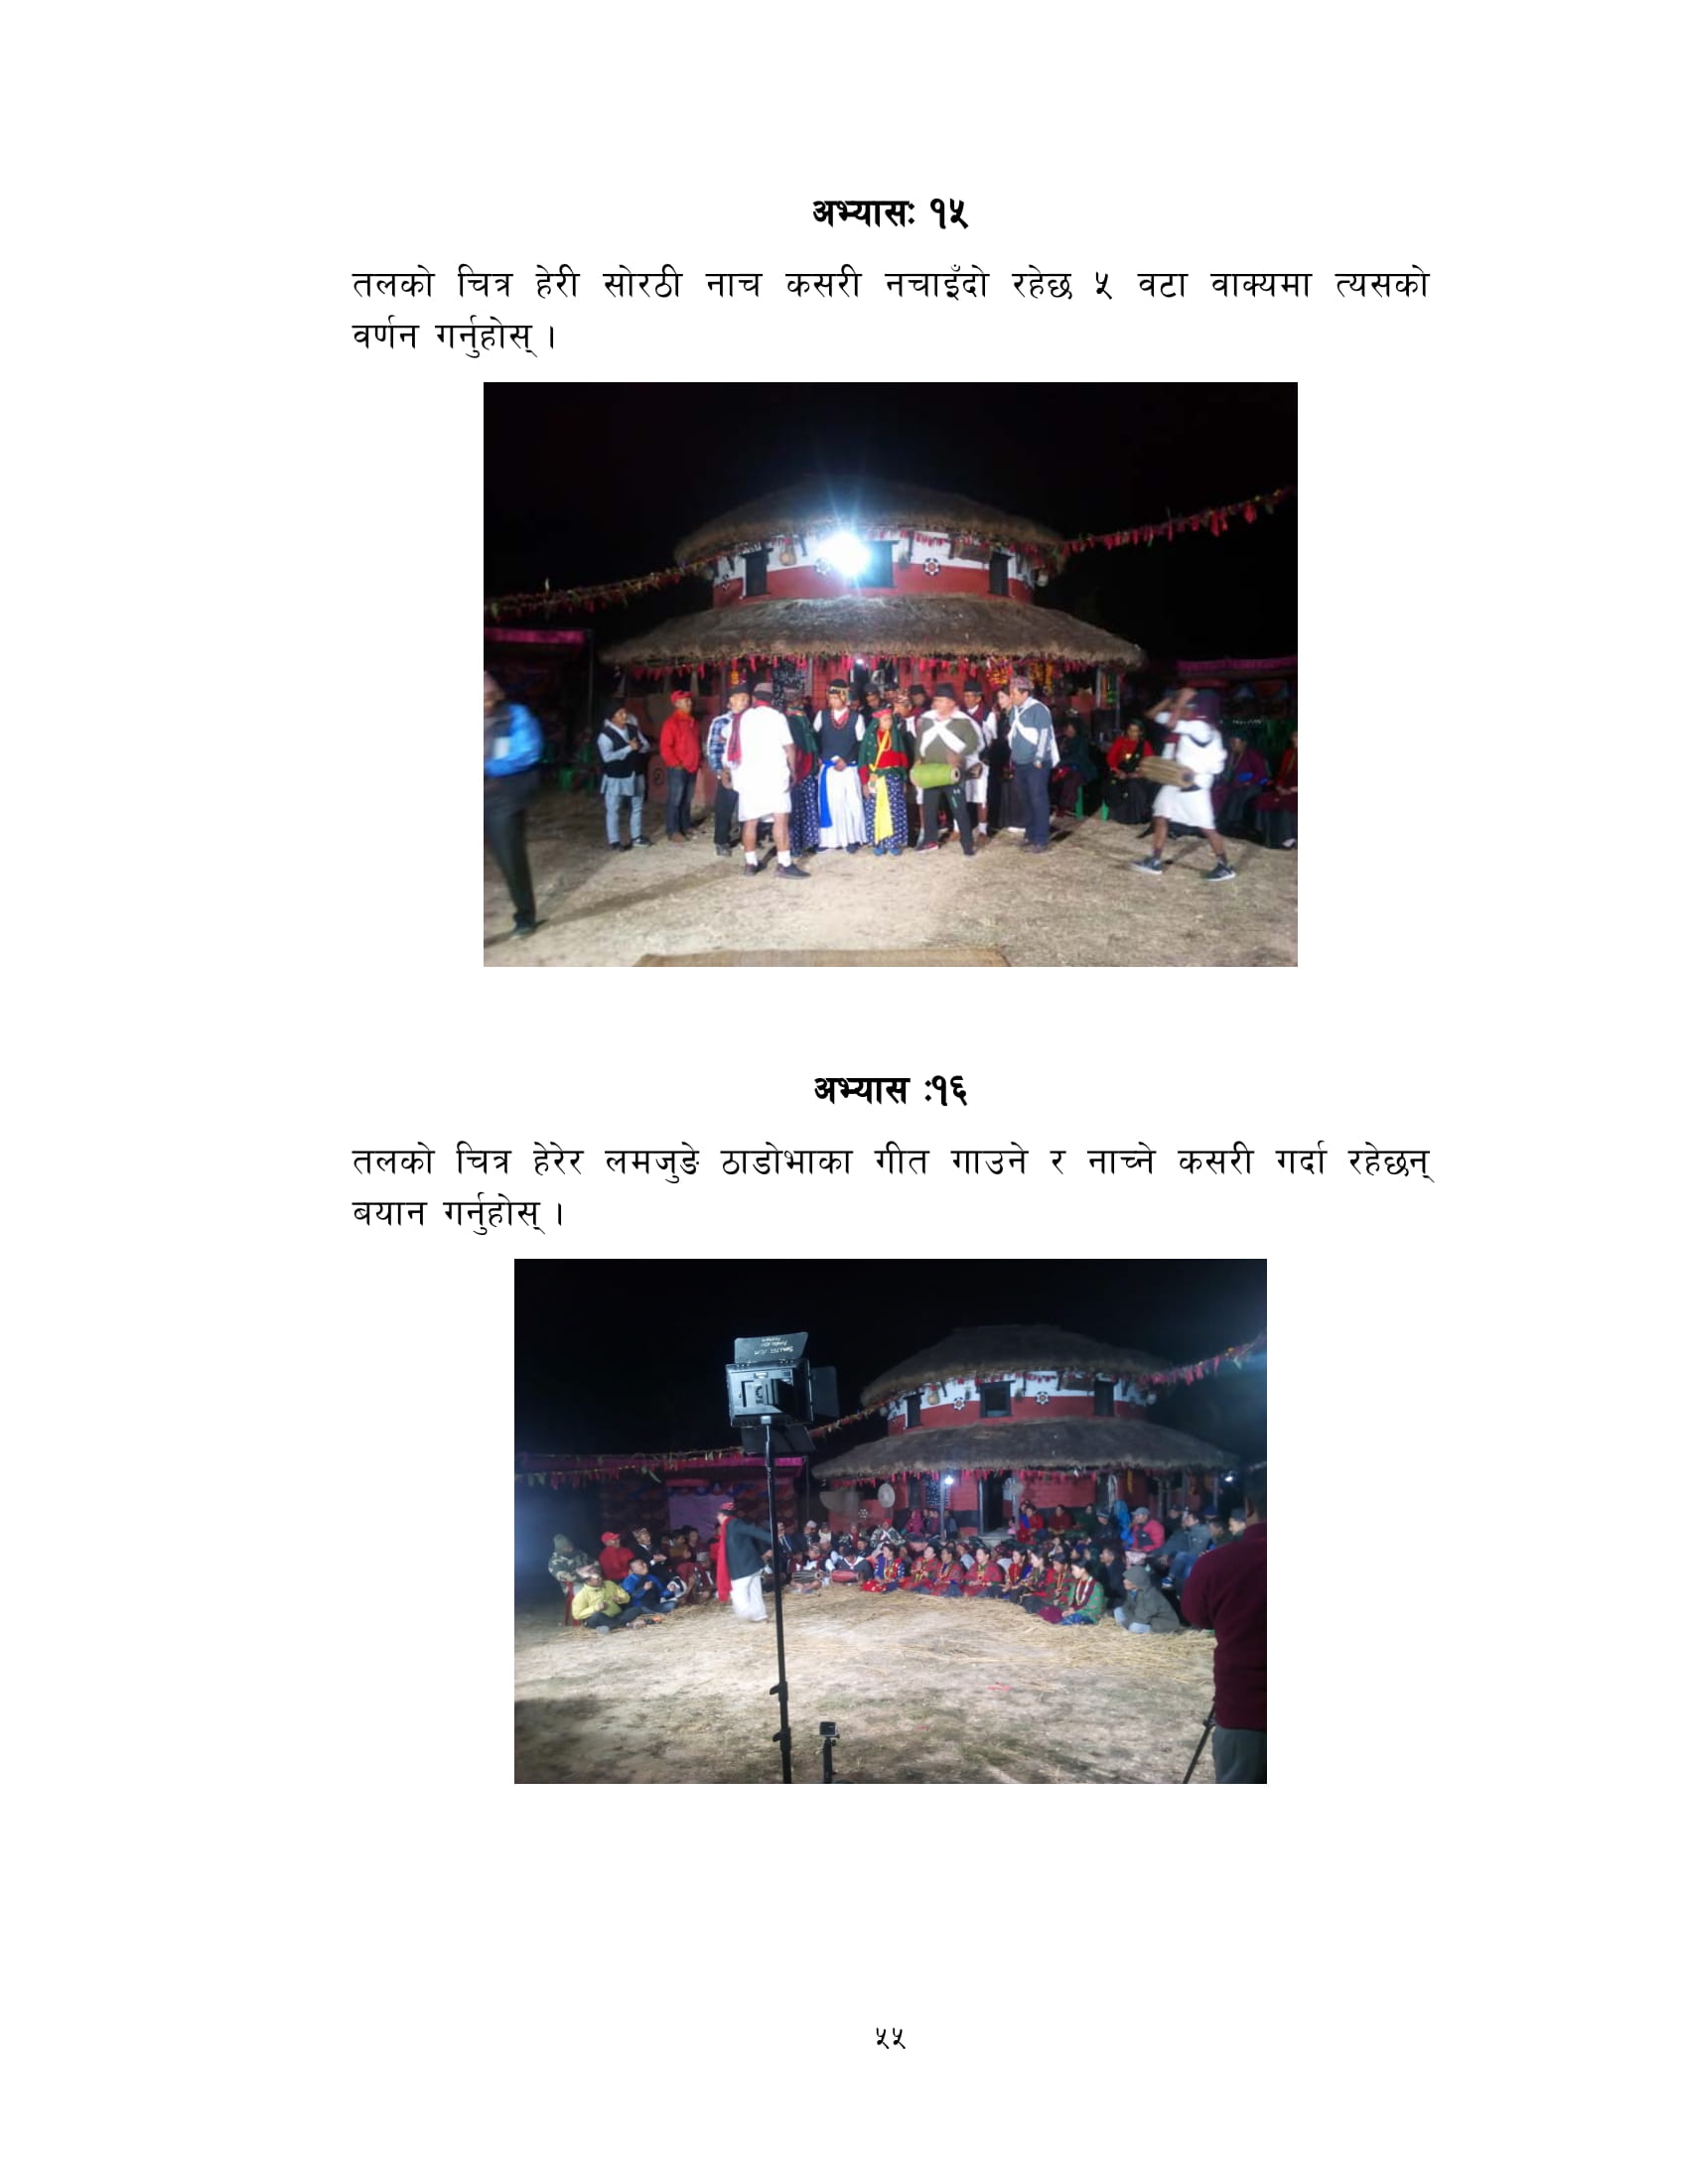 अभ्यासः १५
तलको चित्र हेरी सोरठी नाच कसरी नचाइँदो रहेछ ५ वटा वाक्यमा त्यसको
वर्णन गर्नुहोस् ।
अभ्यास ः१६
तलको चित्र हेरेर लमजुङे ठाडोभाका गीत गाउने र नाच्ने कसरी गर्दा रहेछन्
बयान गर्नुहोस् ।
५५